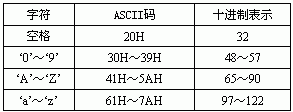 字符 ASCII码 十进制表示
空格 20H 32
‘0’～‘9’ 30H～39H 48～57
‘A’～‘Z’ 41H～5AH 65～90
‘a’～‘z’ 61H～7AH 97～122